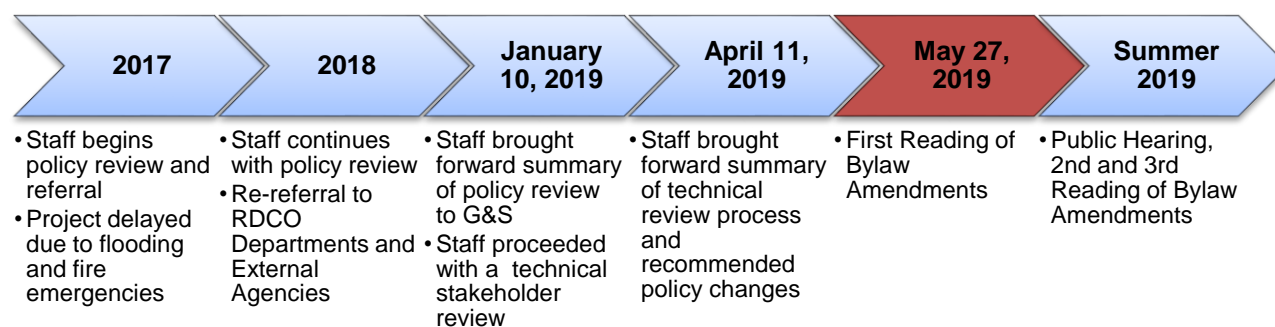 2017
2018
January
10, 2019
April 11,
2019
May 27,
2019
Summer
2019
• Staff begins
policy review and
referral
• Project delayed
due to flooding
and fire
emergencies
• Staff continues
with policy review
• Re-referral to
RDCO
Departments and
External
Agencies
• Staff brought
forward summary
of policy review
to G&S
• Staff proceeded
with a technical
stakeholder
review
• Staff brought
forward summary
of technical
review process
and
recommended
policy changes
• First Reading of
Bylaw
Amendments
• Public Hearing,
2nd and 3rd
Reading of Bylaw
Amendments